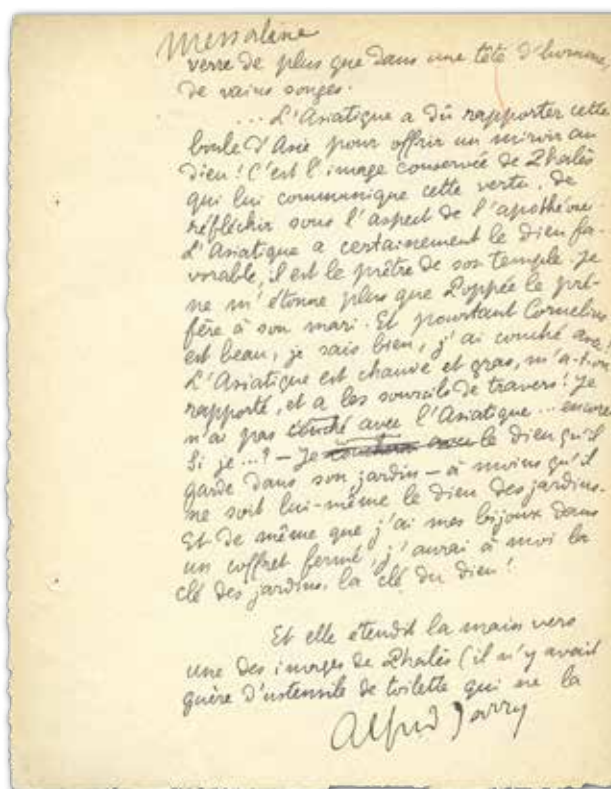 Messaline
verre de plus que dans une tête d'homme,
de vains songes.
... L'Asiatique a dû rapporter cette
boule d'Asie pour offrir un miroir au
dieu ! C'est l'image conservée de Phalès
qui lui communique cette vertu, de
réfléchir sous l'aspect de l'apothéose.
L'Asiatique a certainement le dieu fa-
vorable, il est le prêtre de son temple. Je
ne m'étonne plus que Poppée le pré-
fère à son mari. Et pourtant Cornelius
est beau, je sais bien, j'ai couché avec !
L'Asiatique est chauve et gras, m'a-t-on
rapporté, et a les sourcils de travers ! Je
n'ai pas couché avec l'Asiatique... encore
Si je...? — Je coucherai avec le dieu qu'il
garde dans son jardin — à moins qu'il
ne soit lui-même le dieu des jardins.
Et de même que j'ai mes bijoux dans
un coffret fermé, j'aurai à moi la
clé des jardins, la clé du dieu !
Et elle étendit la main vers
une des images de Phalès (il n'y avait
guère d'ustensile de toilette qui ne la
Alfred Jarry